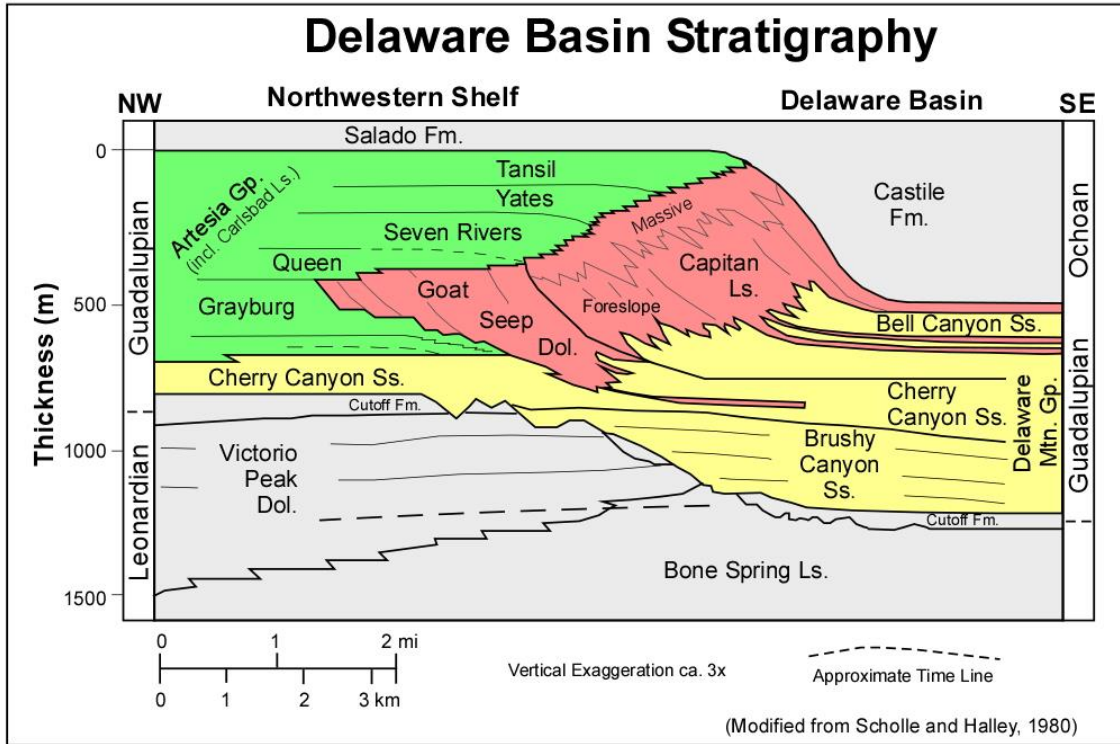 Delaware Basin Stratigraphy
NW
Northwestern Shelf
Delaware Basin
SE
Salado Fm.
0
Tansil
Yates
Seven Rivers
Queen
Grayburg
Artesia Gp.
(incl. Carlsbad Ls.)
Guadalupian
Massive
Capitan
Ls.
Foreslope
Castile
Fm.
Ochoan
Goat
Seep
Dol.
500
Thickness (m)
Bell Canyon Ss.
Cherry Canyon Ss.
Cherry
Canyon Ss.
Delaware
Mtn. Gp.
Guadalupian
Cutoff Fm.
Brushy
Canyon
Ss.
1000
Victorio
Peak
Dol.
Leonardian
Cutoff Fm.
Bone Spring Ls.
1500
0
1
2 mi
0
1
2
3 km
Vertical Exaggeration ca. 3x
Approximate Time Line
(Modified from Scholle and Halley, 1980)